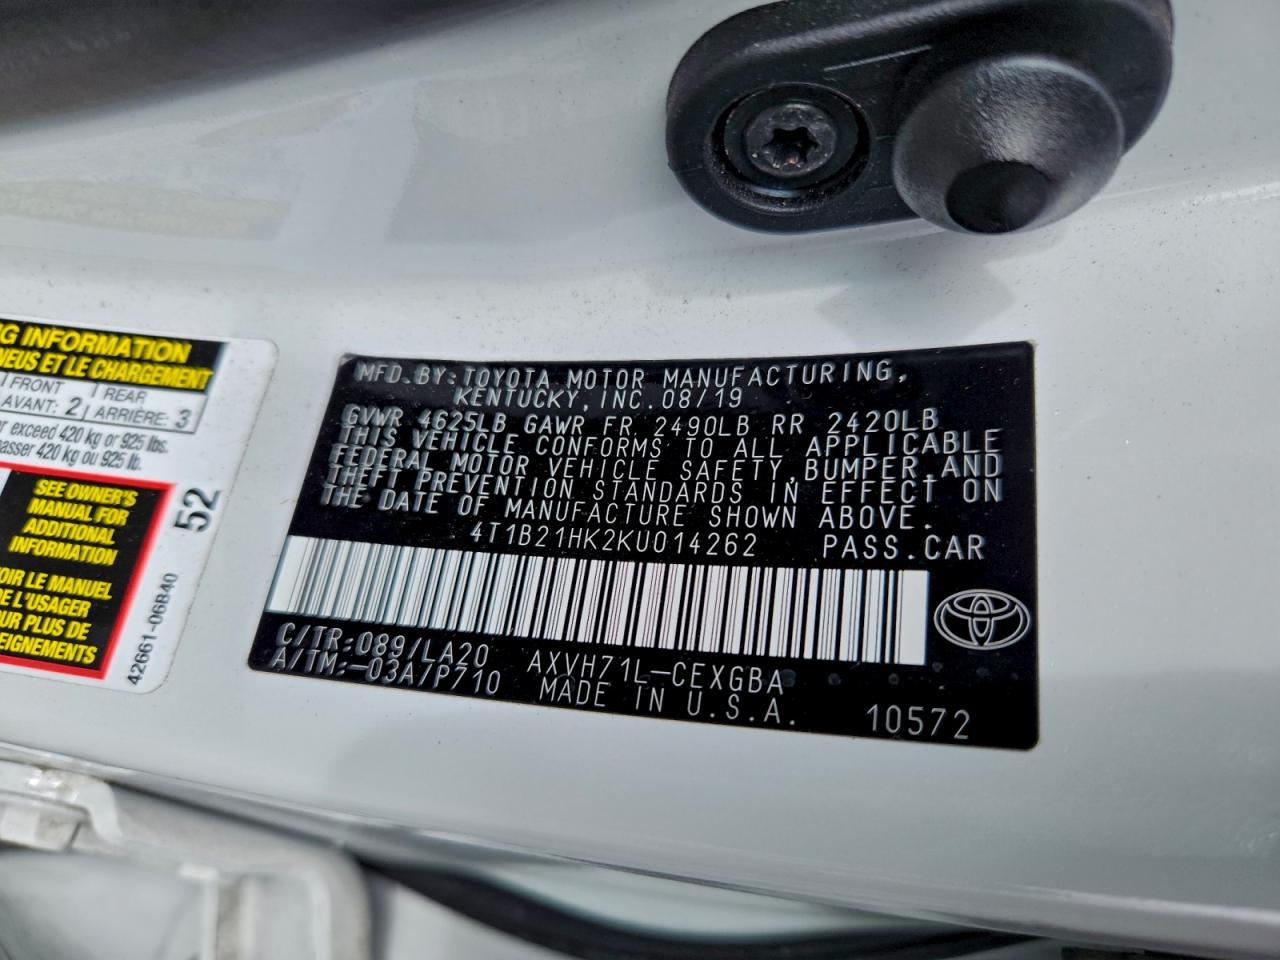 G INFORMATION
NEUS ET LE CHARGEMENT
FRONT REAR
AVANT: 2 ARRIÈRE: 3
r exceed 420 kg or 925 lbs.
passer 420 kg ou 925 lb.
SEE OWNER'S
MANUAL FOR
ADDITIONAL
INFORMATION
OIR LE MANUEL
DE L'USAGER
UR PLUS DE
EIGNEMENTS
52
42661-06B40
MFD.BY:TOYOTA MOTOR MANUFACTURING,
KENTUCKY,INC.08/19
GVWR 4625LB GAWR FR 2490LB RR 2420LB
THIS VEHICLE CONFORMS TO ALL APPLICABLE
FEDERAL MOTOR VEHICLE SAFETY,BUMPER,AND
THEFT PREVENTION STANDARDS IN EFFECT ON
THE DATE OF MANUFACTURE SHOWN ABOVE.
4T1B21HK2KU014262 PASS.CAR
C/TR:089/LA20 AXVH71L-CEXGBA
A/TM:-03A/P710 MADE IN U.S.A. 10572